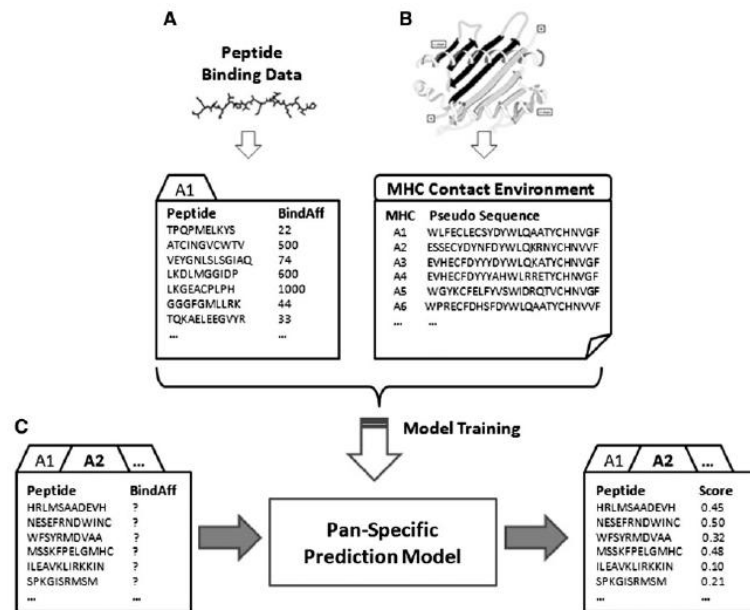 A
B
Peptide
Binding Data
A1
Peptide BindAff
TPQPMELKYS 22
ATCINGVCWTV 500
VEYGNLSLSGIAQ 74
LKDLMGGIDP 600
LKGEACPLPH 1000
GGGFGMLLRK 44
TQKAELEEGVYR 33
... ...
MHC Contact Environment
MHC Pseudo Sequence
A1 WLFECLECSYDYWLQAATYCHNVGF
A2 ESSECYDYNFDYWLQKRNYCHNVVF
A3 EVHECFDYYYDYWLQKATYCHNVGF
A4 EVHECFDYYYAHWLRRETYCHNVGF
A5 WGYKCFELFYVSWIDRQTVCHNVGF
A6 WPRECFDHSFDYWLQAATYCHNVVF
... ...
Model Training
C
A1 A2 ...
Peptide BindAff
HRLMSAADEVH ?
NESEFRNDWINC ?
WFSYRMDVAA ?
MSSKFPELGMHC ?
ILEAVKLIRKKIN ?
SPKGISRMSM ?
... ...
Pan-Specific
Prediction Model
A1 A2 ...
Peptide Score
HRLMSAADEVH 0.45
NESEFRNDWINC 0.50
WFSYRMDVAA 0.32
MSSKFPELGMHC 0.48
ILEAVKLIRKKIN 0.10
SPKGISRMSM 0.21
... ...